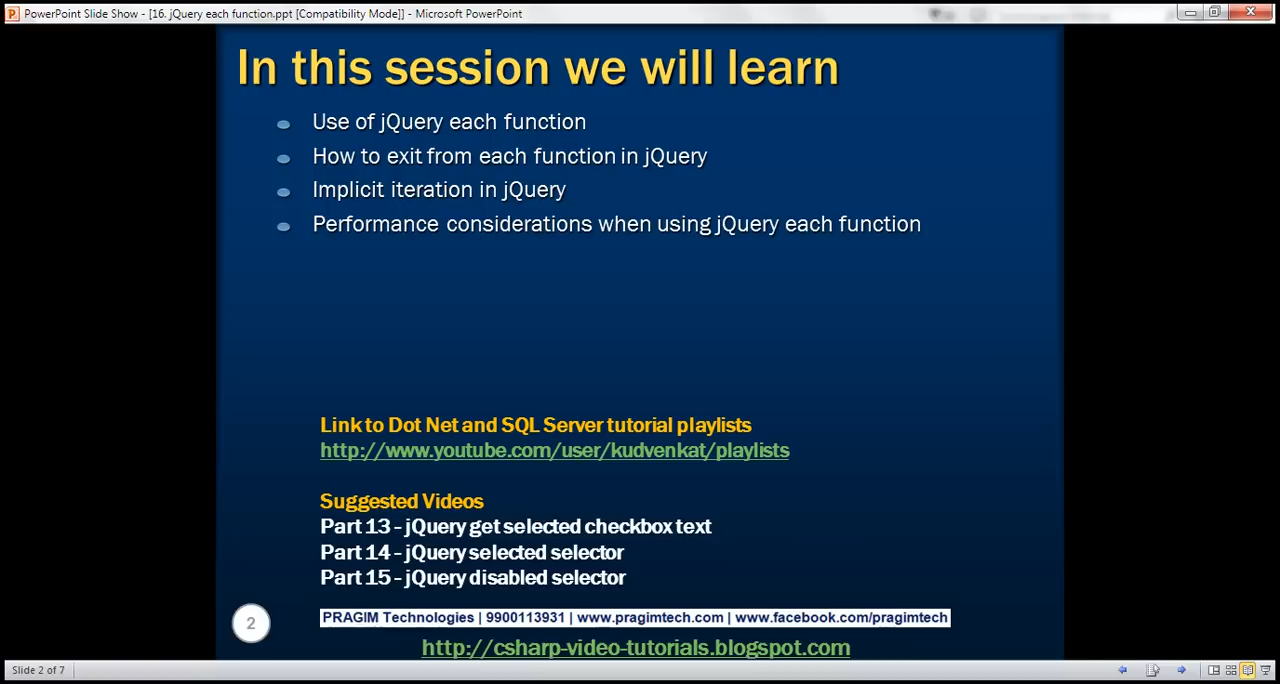 PowerPoint Slide Show - [16. jQuery each function.ppt [Compatibility Mode]] - Microsoft PowerPoint
In this session we will learn
Use of jQuery each function
How to exit from each function in jQuery
Implicit iteration in jQuery
Performance considerations when using jQuery each function
Link to Dot Net and SQL Server tutorial playlists
http://www.youtube.com/user/kudvenkat/playlists
Suggested Videos
Part 13 - jQuery get selected checkbox text
Part 14 - jQuery selected selector
Part 15 - jQuery disabled selector
2
PRAGIM Technologies | 9900113931 | www.pragimtech.com | www.facebook.com/pragimtech
http://csharp-video-tutorials.blogspot.com
Slide 2 of 7